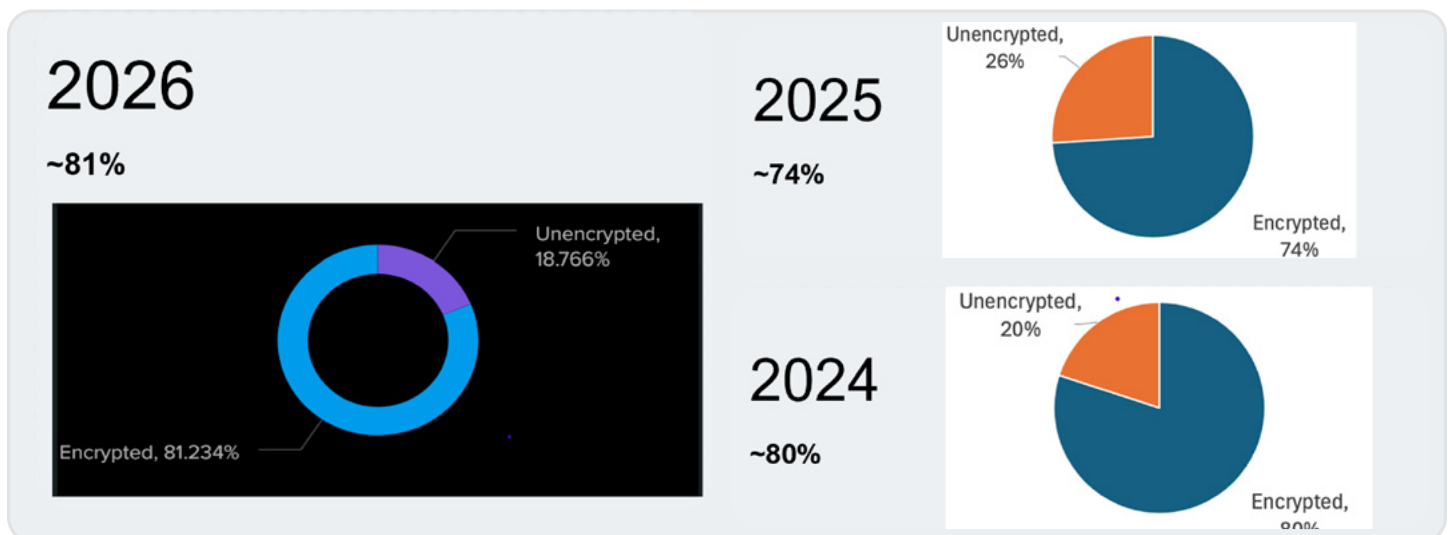 2026
~81%
Unencrypted,
18.766%
Encrypted, 81.234%
2025
~74%
Unencrypted,
26%
Encrypted,
74%
2024
~80%
Unencrypted,
20%
Encrypted,
80%